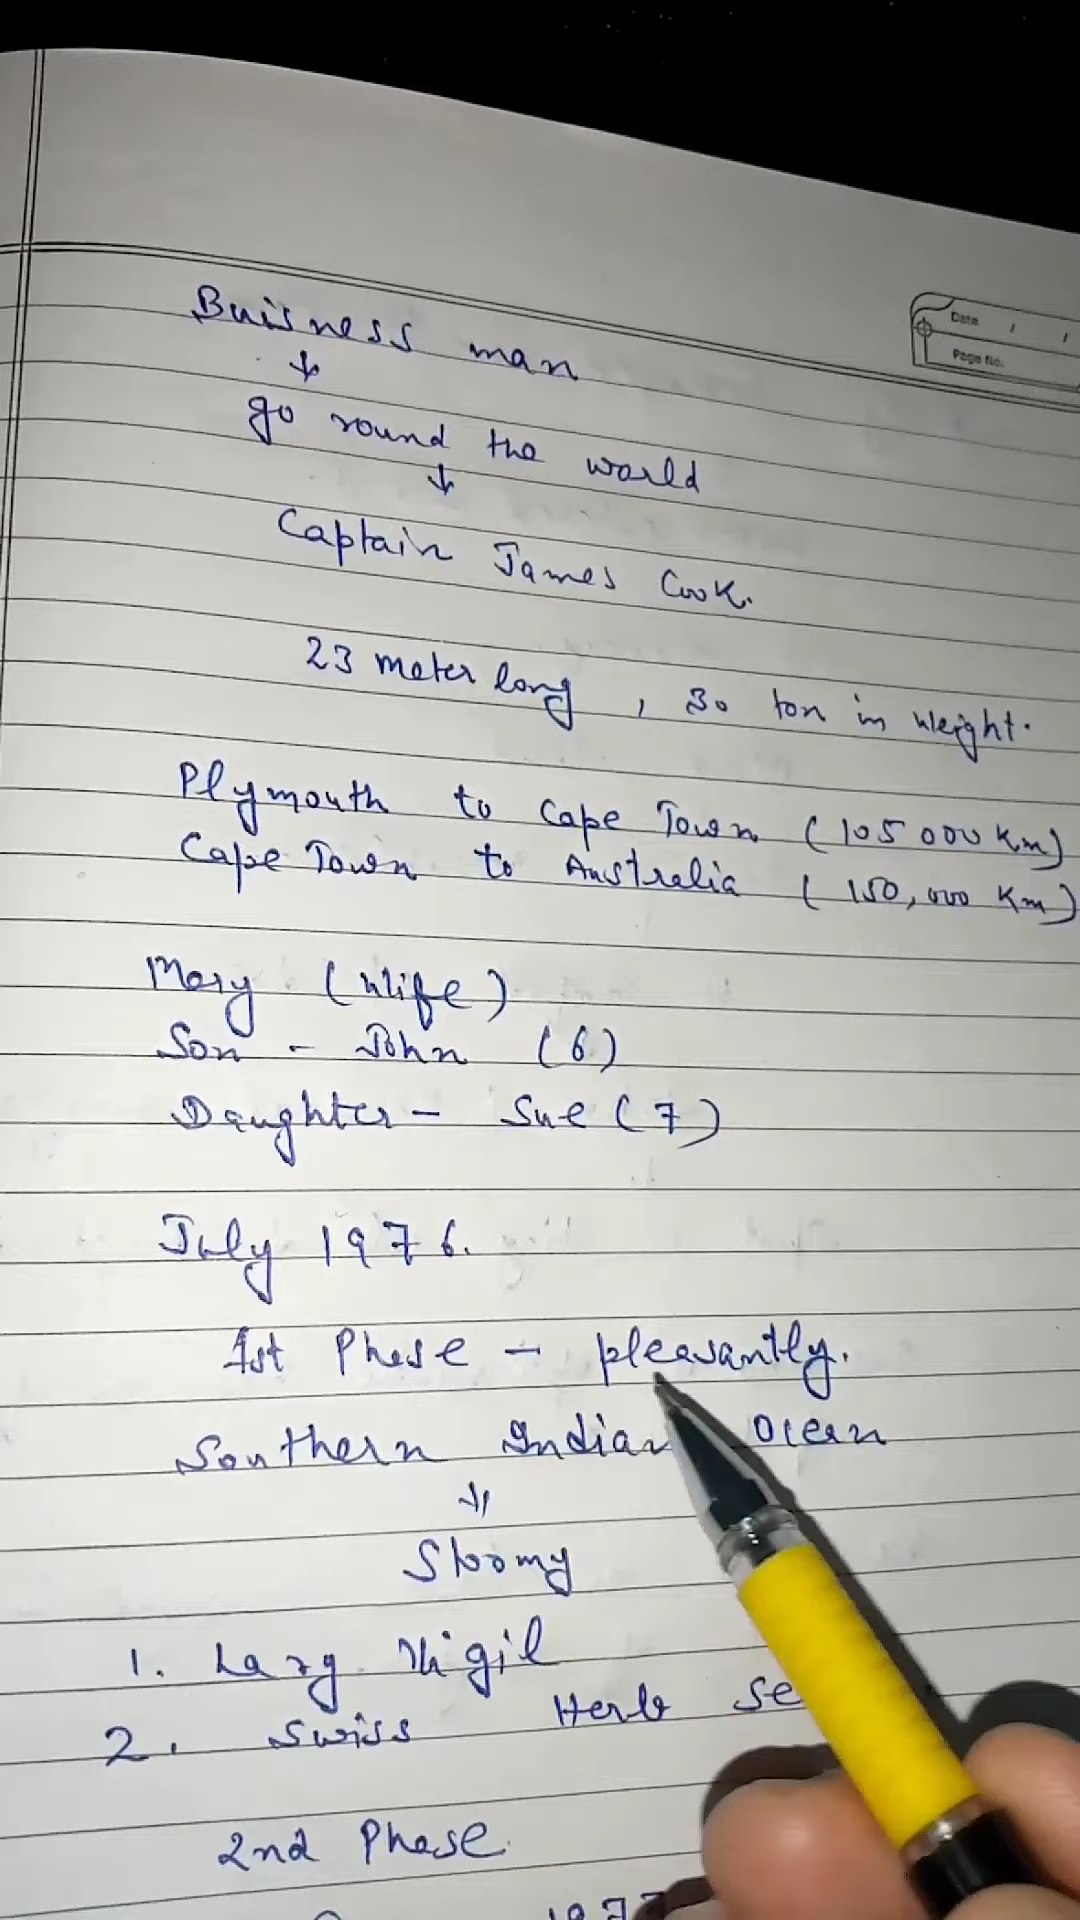 Date / /
Page No.
Buisness man
↓
go round the world
↓
Captain James Cook.
23 meter long, 30 ton in weight.
Plymouth to Cape Town (105000 Km)
Cape Town to Australia (150,000 Km)
Mary (wife)
Son - John (6)
Daughter - Sue (7)
July 1976.
1st Phase - pleasantly.
Southern Indian Ocean
⇓
Stromy
1. Larry Vigil
2. Swiss Herb Se
2nd Phase.